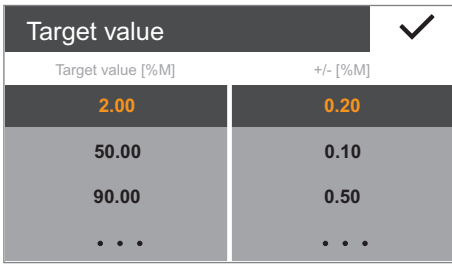 Target value
Target value [%M] +/- [%M]
2.00 0.20
50.00 0.10
90.00 0.50
• • • • • •